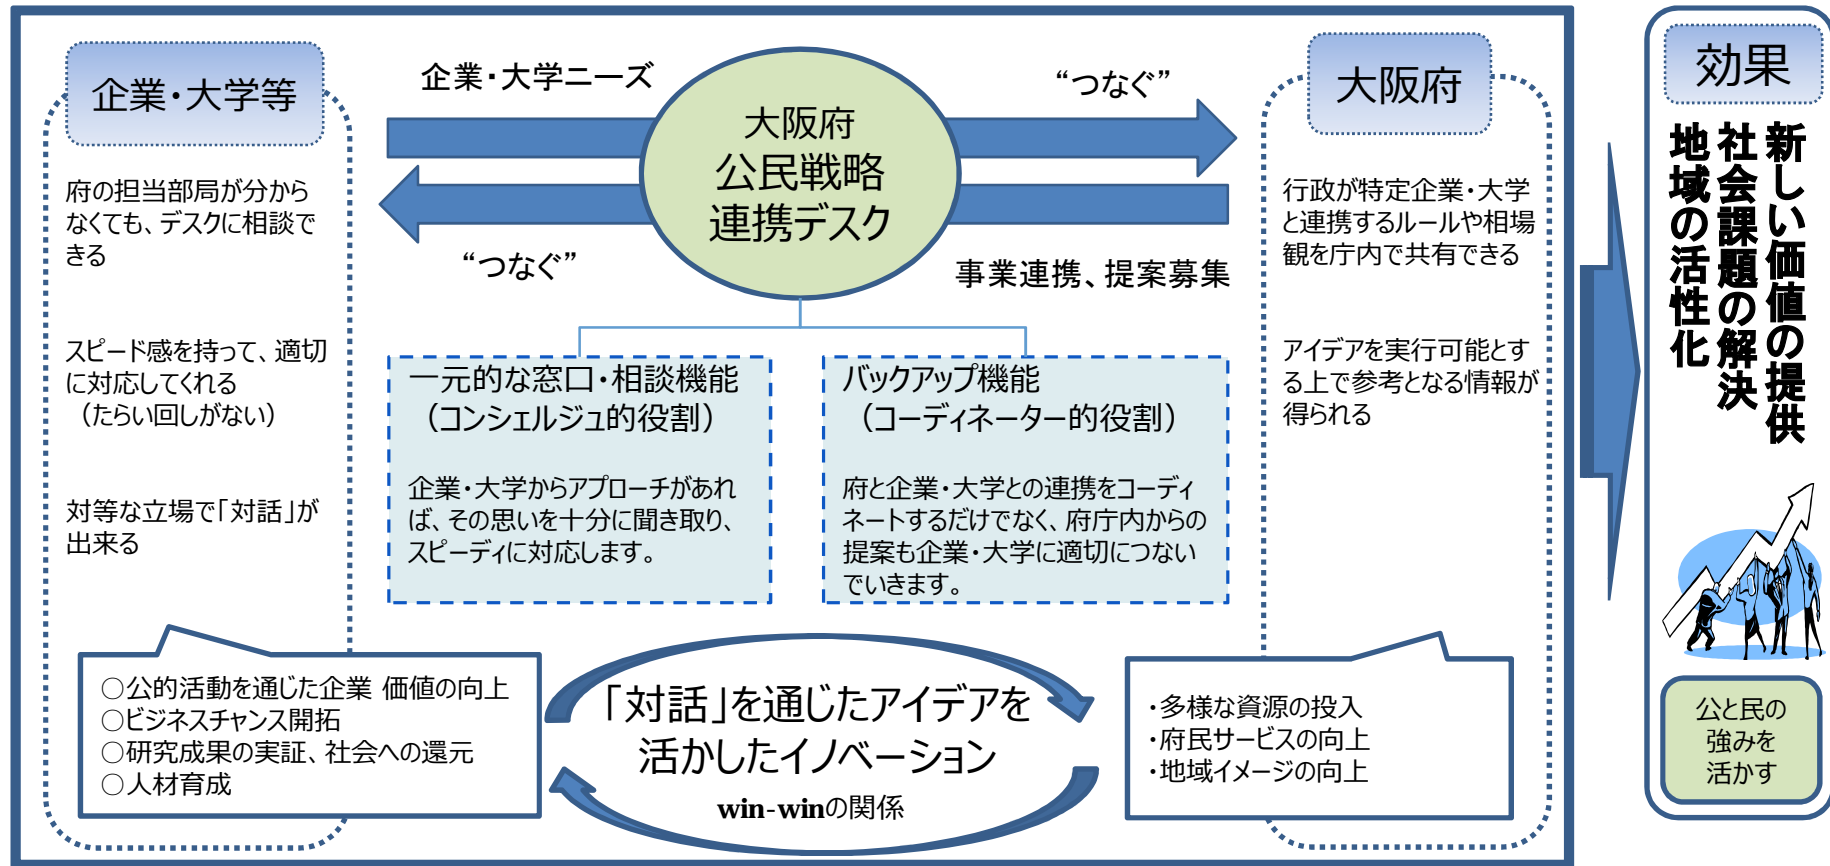 企業・大学等
府の担当部局が分から
なくても、デスクに相談で
きる
スピード感を持って、適切
に対応してくれる
（たらい回しがない）
対等な立場で「対話」が
出来る
○公的活動を通じた企業 価値の向上
○ビジネスチャンス開拓
○研究成果の実証、社会への還元
○人材育成
企業・大学ニーズ
“つなぐ”
大阪府
公民戦略
連携デスク
“つなぐ”
事業連携、提案募集
一元的な窓口・相談機能
（コンシェルジュ的役割）
企業・大学からアプローチがあれ
ば、その思いを十分に聞き取り、
スピーディに対応します。
バックアップ機能
（コーディネーター的役割）
府と企業・大学との連携をコーディ
ネートするだけでなく、府庁内からの
提案も企業・大学に適切につない
でいきます。
「対話」を通じたアイデアを
活かしたイノベーション
win-winの関係
大阪府
行政が特定企業・大学
と連携するルールや相場
観を庁内で共有できる
アイデアを実行可能とす
る上で参考となる情報が
得られる
・多様な資源の投入
・府民サービスの向上
・地域イメージの向上
効果
新しい価値の提供
社会課題の解決
地域の活性化
公と民の
強みを
活かす